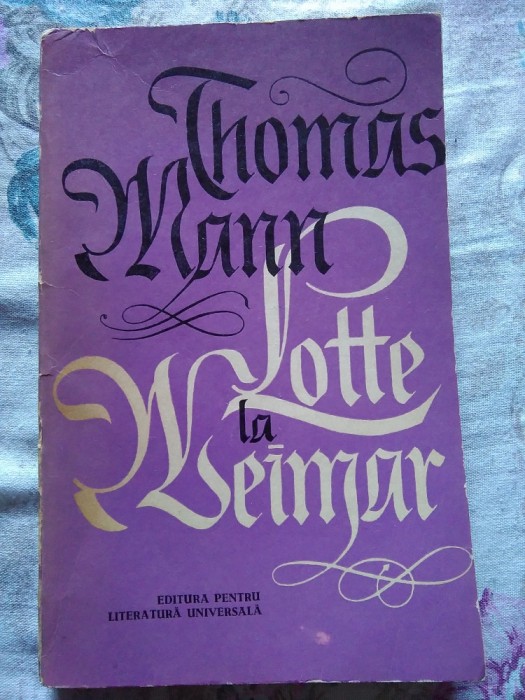 Thomas
Mann
Lotte
la
Weimar
EDITURA PENTRU
LITERATURĂ UNIVERSALĂ